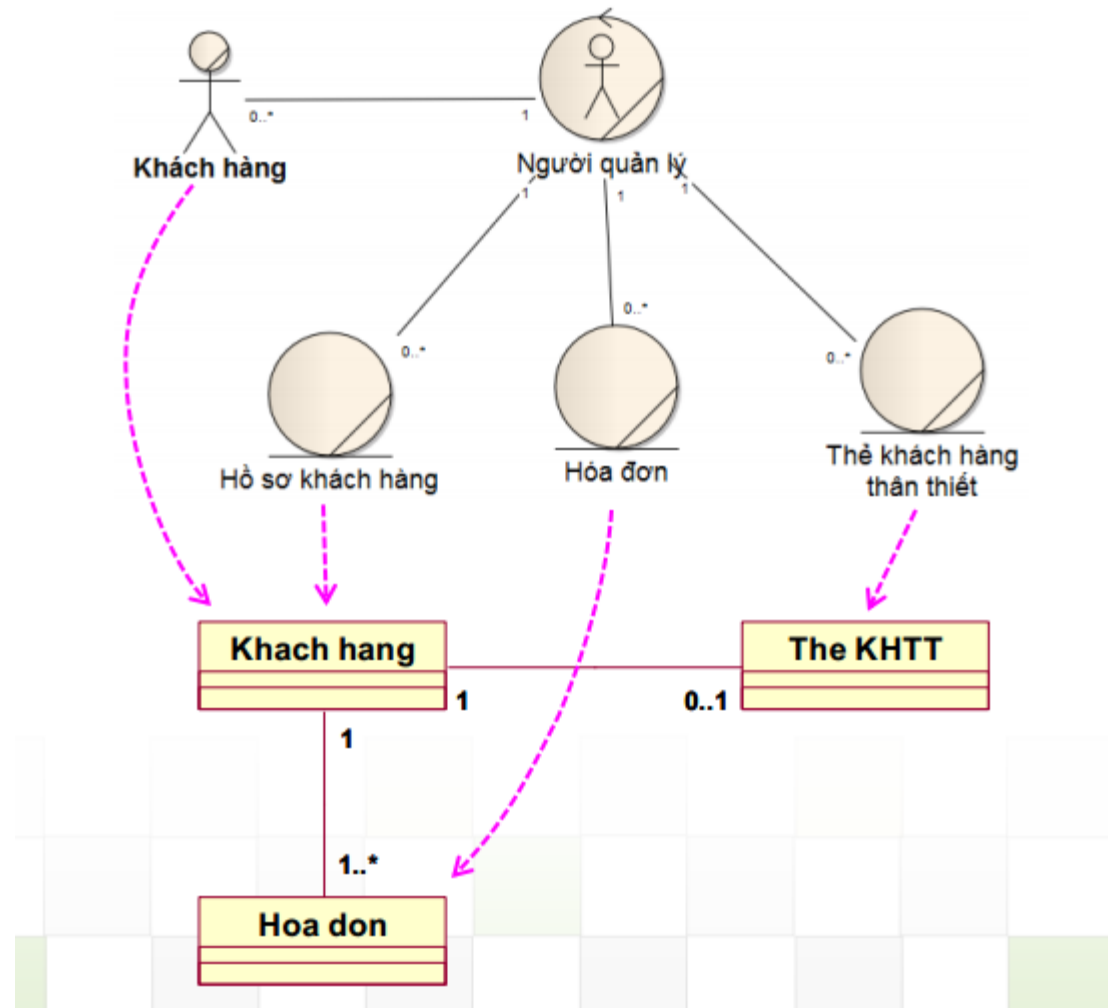 0..*
1
Khách hàng
Người quản lý
1
1
1
0..*
0..*
0..*
Hồ sơ khách hàng
Hóa đơn
Thẻ khách hàng
thân thiết
Khach hang
The KHTT
1
0..1
1
1..*
Hoa don